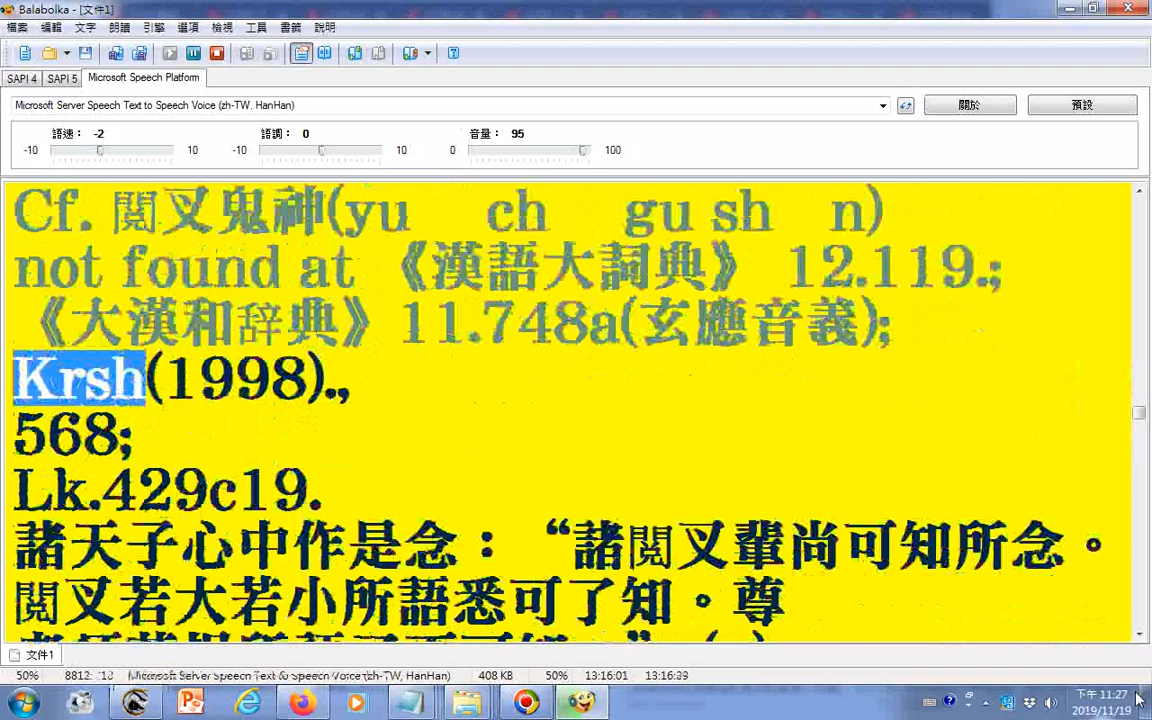 Balabolka - [文件1]
檔案 編輯 文字 朗讀 引擎 選項 檢視 工具 書籤 說明
SAPI 4 SAPI 5 Microsoft Speech Platform
Microsoft Server Speech Text to Speech Voice (zh-TW, HanHan) 關於 預設
語速： -2 語調： 0 音量： 95
-10 10 -10 10 0 100
Cf. 閱叉鬼神(yu ch gu sh n)
not found at 《漢語大詞典》 12.119.;
《大漢和辞典》 11.748a(玄應音義);
Krsh(1998).,
568;
Lk.429c19.
諸天子心中作是念：“諸閱叉輩尚可知所念。
閱叉若大若小所語悉可了知。尊
文件1
50% Microsoft Server Speech Text to Speech Voice (zh-TW, HanHan) 408 KB 50% 13:16:01 13:16:39
下午 11:27
2019/11/19